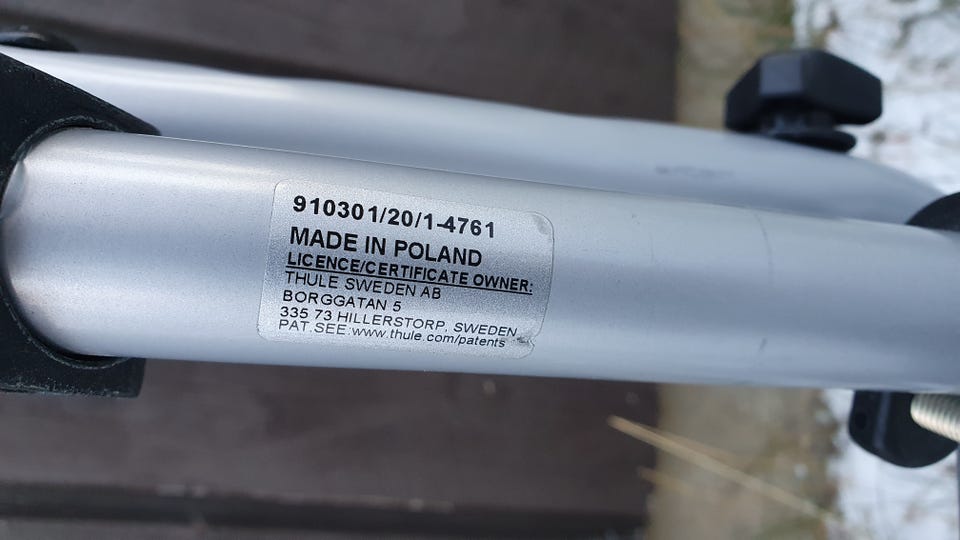 910301/20/1-4761
MADE IN POLAND
LICENCE/CERTIFICATE OWNER:
THULE SWEDEN AB
BORGGATAN 5
335 73 HILLERSTORP, SWEDEN
PAT.SEE:www.thule.com/patents